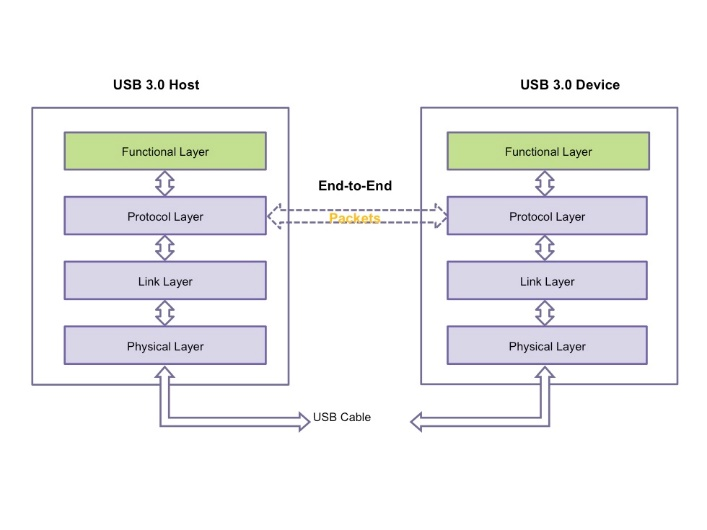 USB 3.0 Host
USB 3.0 Device
Functional Layer
Functional Layer
End-to-End
Protocol Layer
Packets
Protocol Layer
Link Layer
Link Layer
Physical Layer
Physical Layer
USB Cable